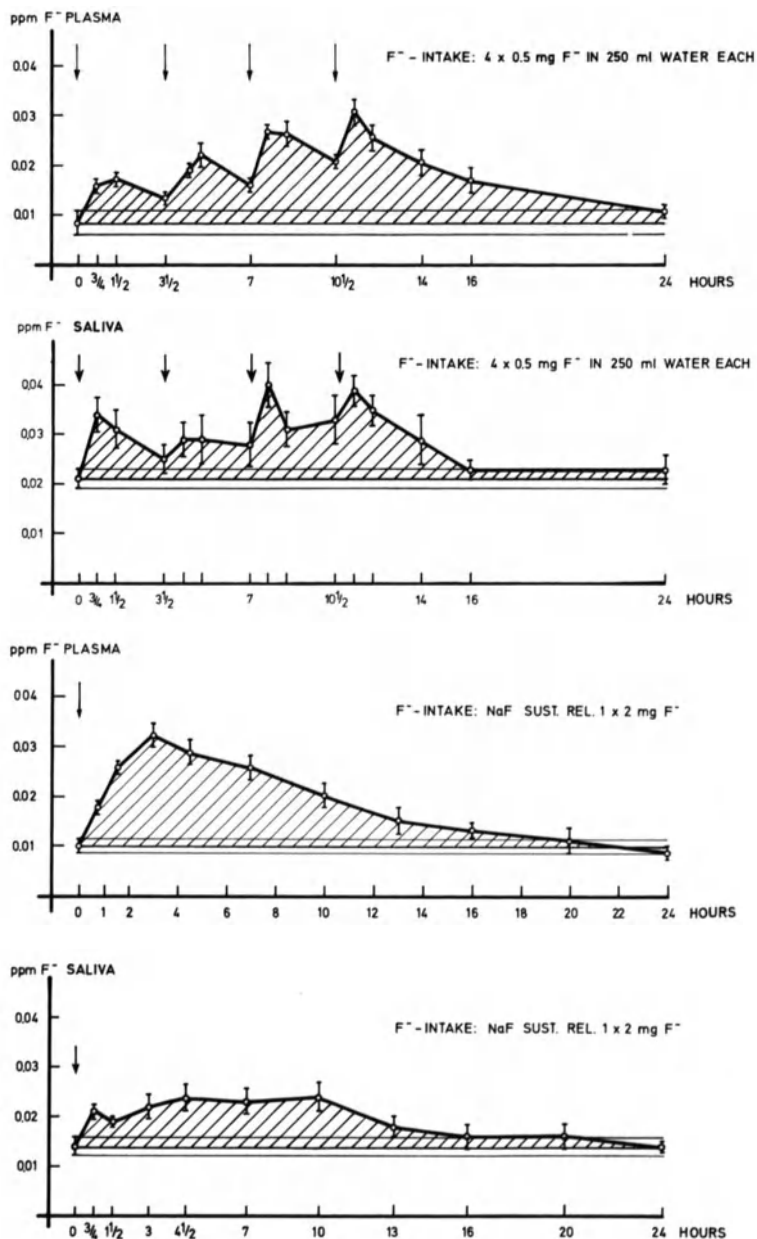 ppm F⁻ PLASMA
F⁻ - INTAKE: 4 x 0.5 mg F⁻ IN 250 ml WATER EACH
0.04
0.03
0.02
0.01
0 3/4 1 1/2 3 1/2 7 10 1/2 14 16 24 HOURS
ppm F⁻ SALIVA
F⁻ - INTAKE: 4 x 0.5 mg F⁻ IN 250 ml WATER EACH
0,04
0,03
0,02
0,01
0 3/4 1 1/2 3 1/2 7 10 1/2 14 16 24 HOURS
ppm F⁻ PLASMA
F⁻ - INTAKE: NaF SUST. REL. 1 x 2 mg F⁻
004
0.03
0.02
0.01
0 1 2 4 6 8 10 12 14 16 18 20 22 24 HOURS
ppm F⁻ SALIVA
F⁻ - INTAKE: NaF SUST. REL. 1 x 2 mg F⁻
0,04
0,03
0,02
0,01
0 3/4 1 1/2 3 4 1/2 7 10 13 16 20 24 HOURS